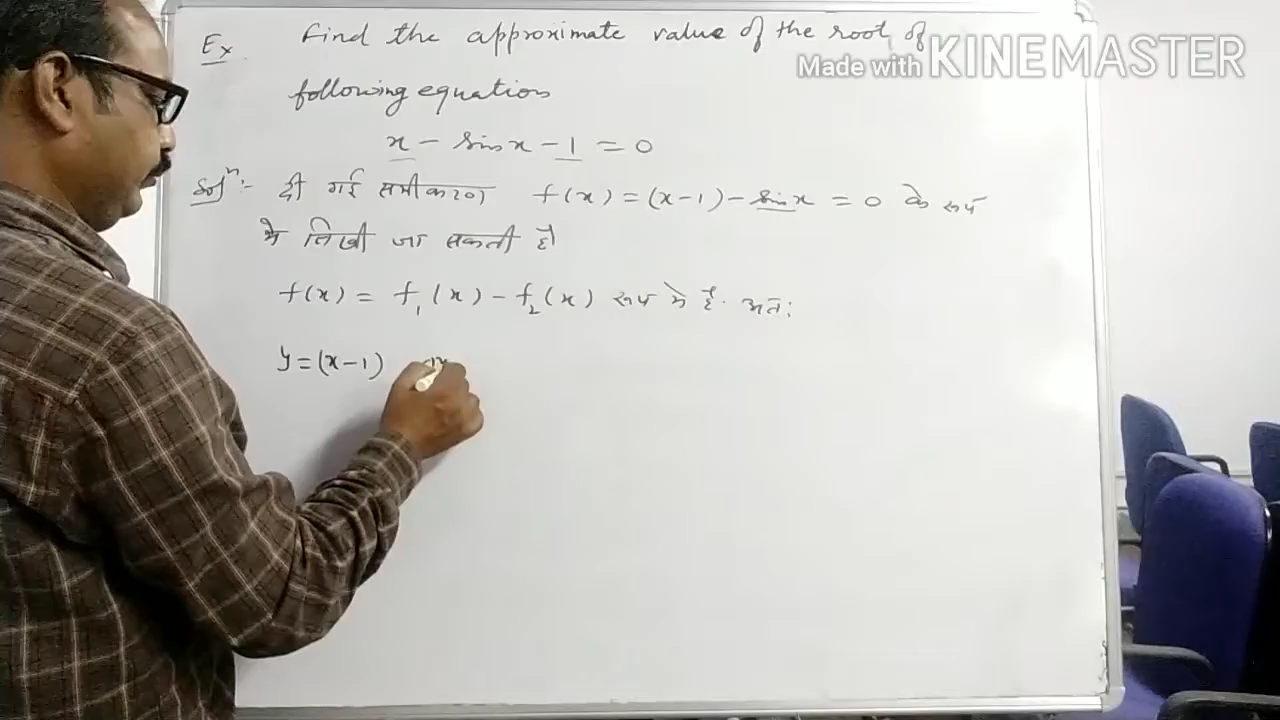 Made with KINEMASTER
Ex. Find the approximate value of the root of
following equation
x - sin x - 1 = 0
Solⁿ:- दी गई समीकरण f(x) = (x-1) - sin x = 0 के रूप
मे लिखी जा सकती है
f(x) = f₁(x) - f₂(x) रूप मे है. अतः
y = (x-1)